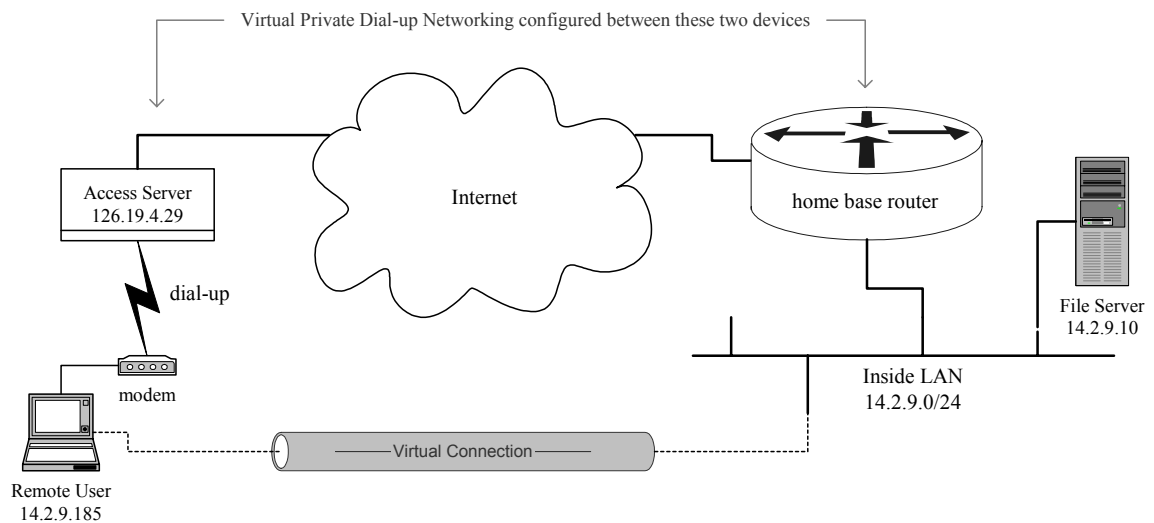 Virtual Private Dial-up Networking configured between these two devices
Access Server
126.19.4.29
Internet
home base router
dial-up
File Server
14.2.9.10
modem
Inside LAN
14.2.9.0/24
Virtual Connection
Remote User
14.2.9.185